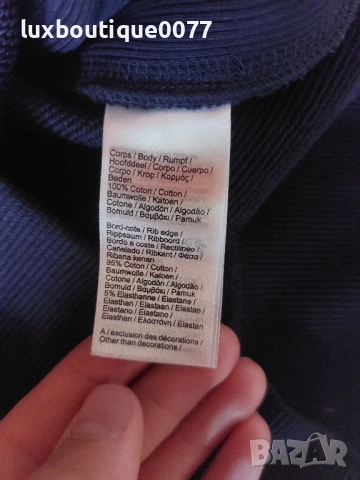 luxboutique0077
Corps / Body / Rumpf /
Hoofddeel / Corpo / Cuerpo /
Corpo / Krop / Κορμός /
Beden
100% Coton / Cotton /
Baumwolle / Katoen /
Cotone / Algodón / Algodão /
Bomuld / Βαμβάκι / Pamuk
Bord-côte / Rib edge /
Rippsaum / Ribboord /
Bordo a coste / Rectilíneo /
Canelado / Ribkant / Φάσα /
Ribana kenarı
95% Coton / Cotton /
Baumwolle / Katoen /
Cotone / Algodón / Algodão /
Bomuld / Βαμβάκι / Pamuk
5% Elasthanne / Elastane /
Elasthan / Elastaan / Elastan /
Elastano / Elastano /
Elasthan / Ελαστάνη / Elastan
A l'exclusion des décorations /
Other than decorations /
BAZAR